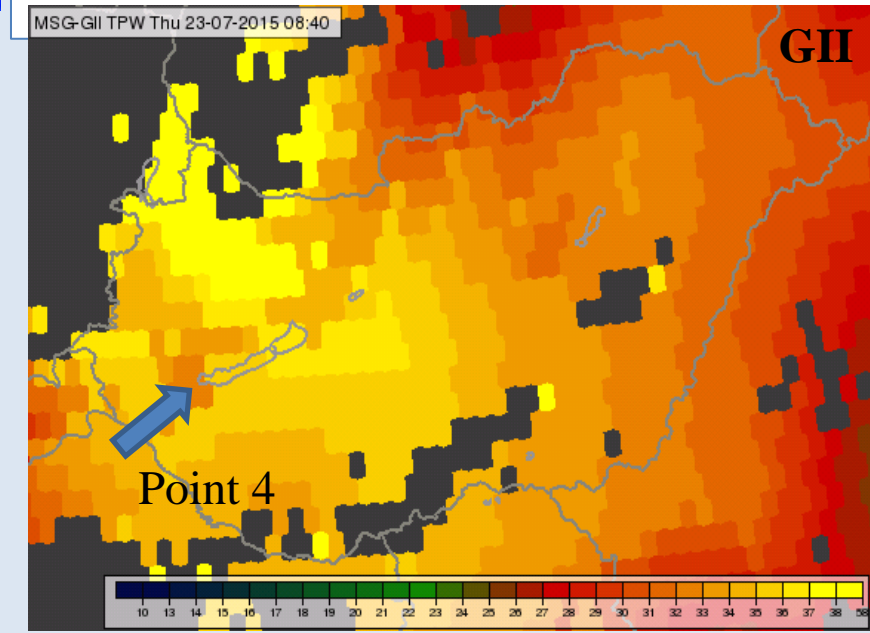 MSG-GII TPW Thu 23-07-2015 08:40
GII
Point 4
10 13 14 15 16 17 18 19 20 21 22 23 24 25 26 27 28 29 30 31 32 33 34 35 36 37 38 58